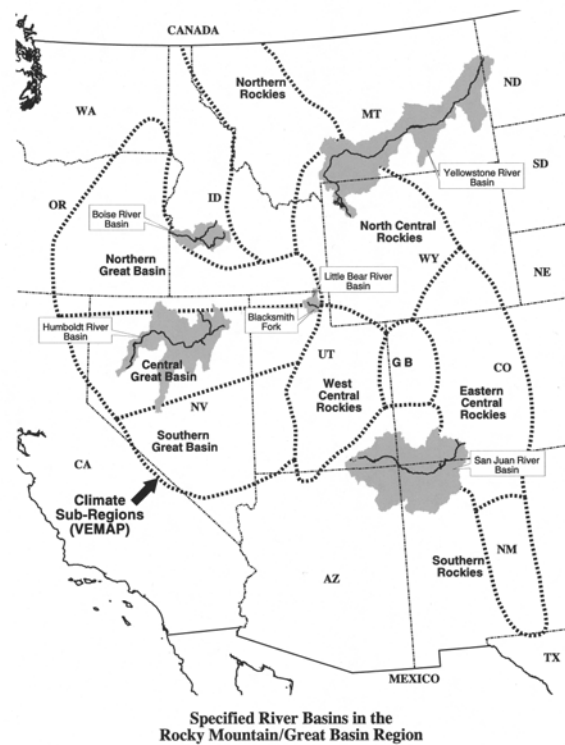 CANADA
Northern
Rockies
WA
MT
ND
Yellowstone River
Basin
SD
OR
ID
Boise River
Basin
North Central
Rockies
Northern
Great Basin
WY
Little Bear River
Basin
NE
Humboldt River
Basin
Blacksmith
Fork
UT
G B
CO
Central
Great Basin
West
Central
Rockies
Eastern
Central
Rockies
NV
Southern
Great Basin
San Juan River
Basin
CA
Climate
Sub-Regions
(VEMAP)
NM
AZ
Southern
Rockies
TX
MEXICO
Specified River Basins in the
Rocky Mountain/Great Basin Region